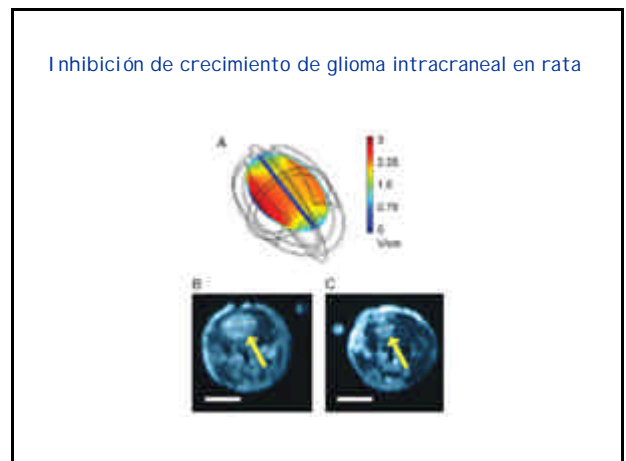 Inhibición de crecimiento de glioma intracraneal en rata
A
3
2.25
1.5
0.75
0
V/cm
B
C